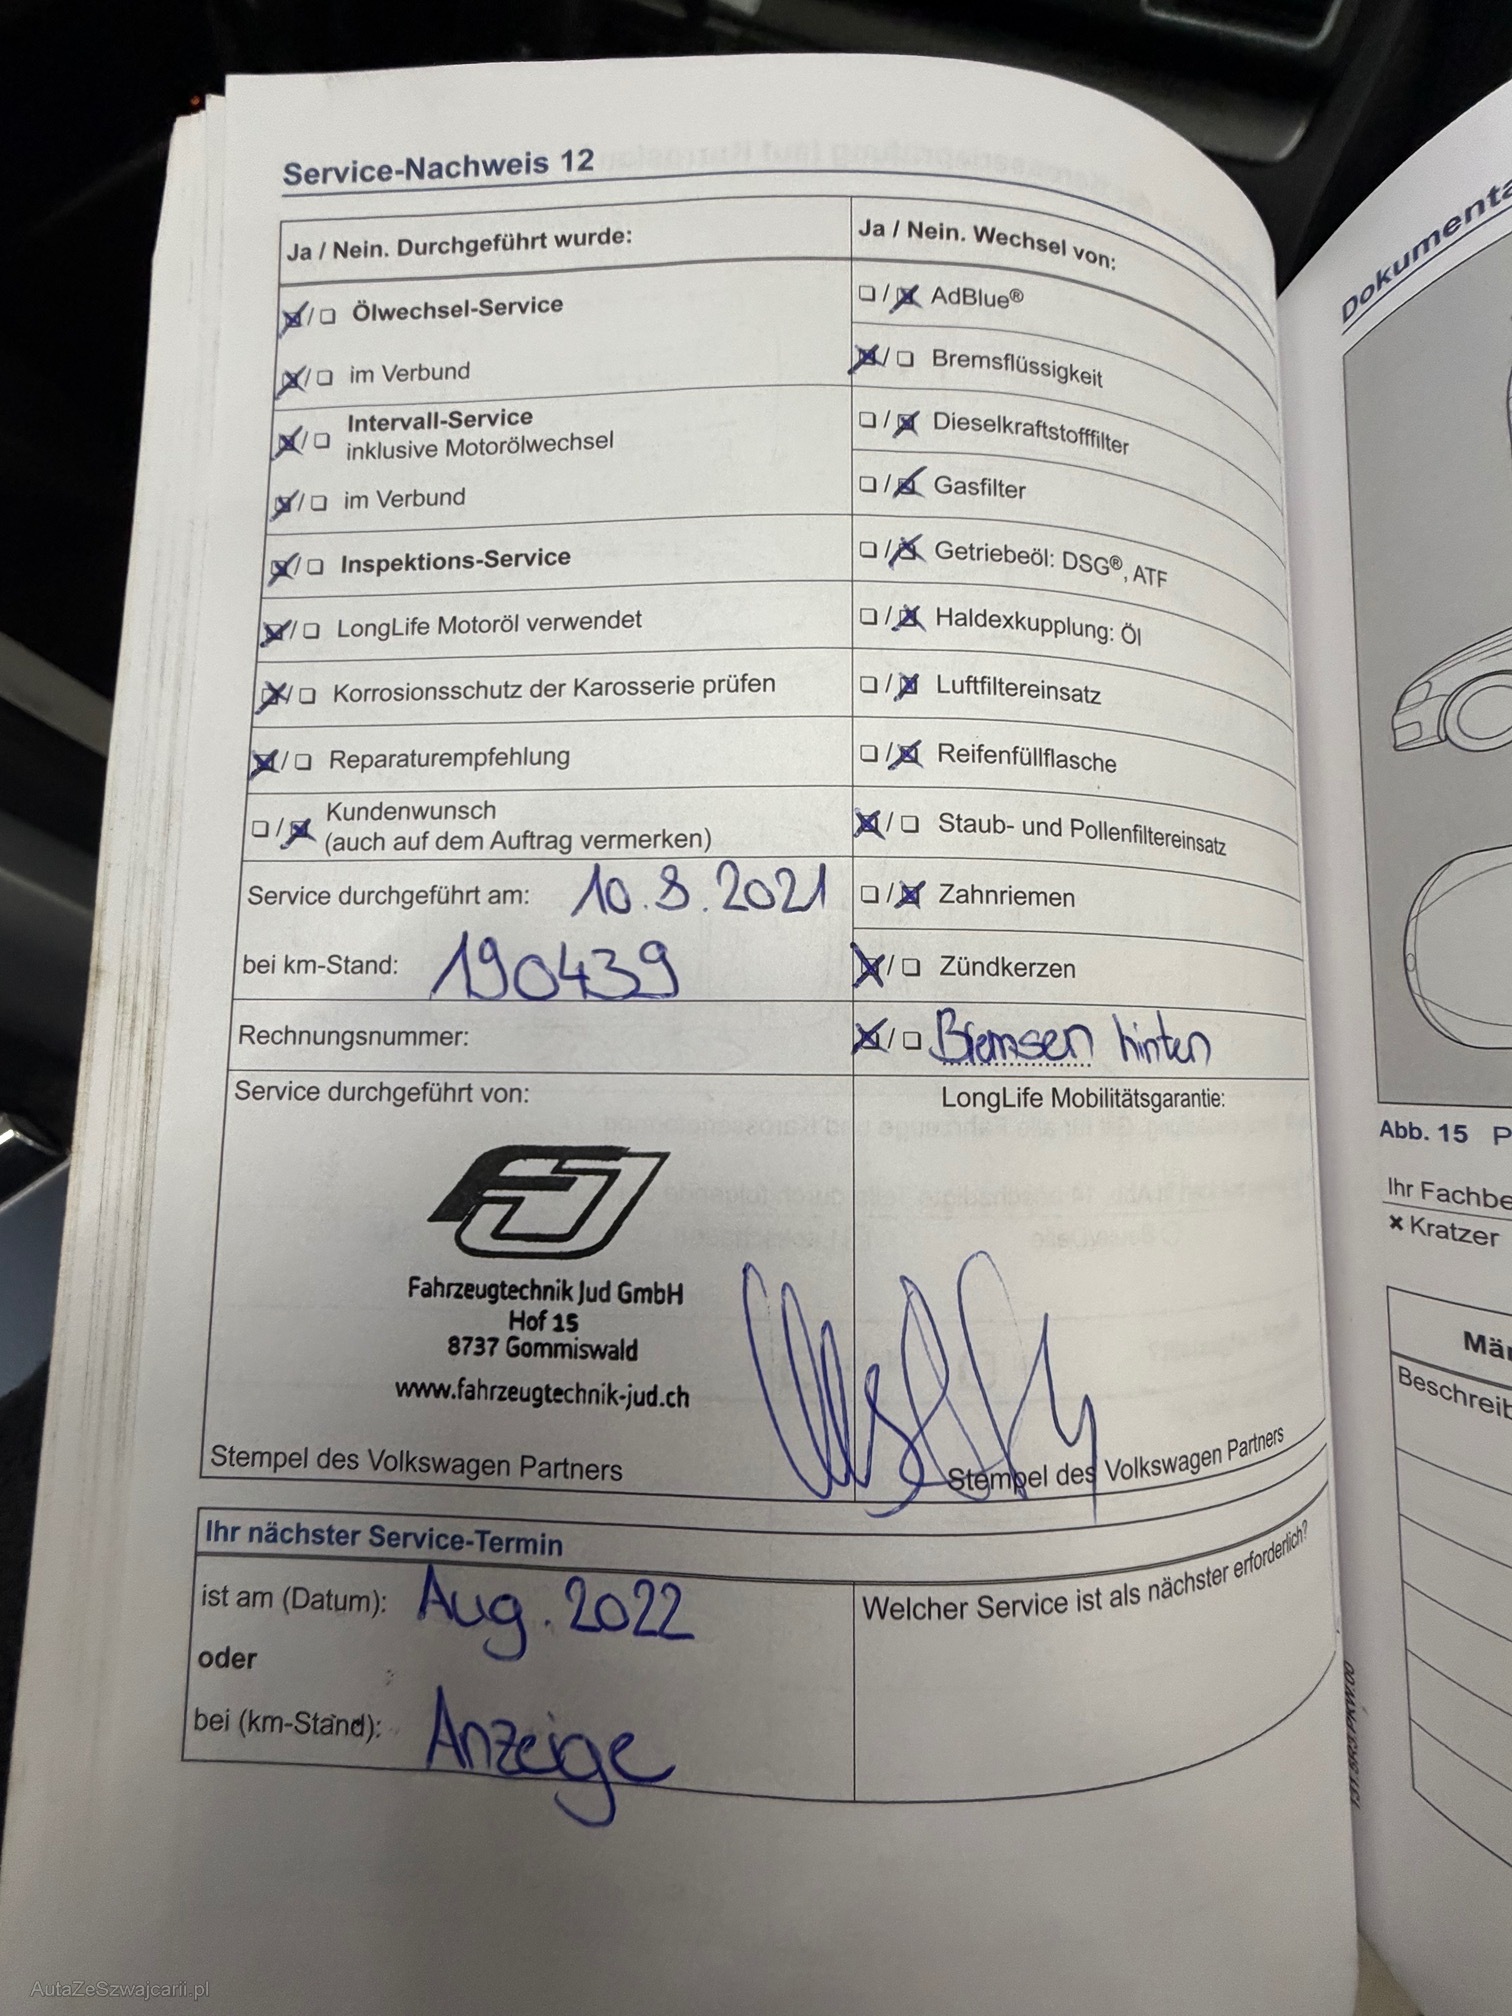 Service-Nachweis 12
Ja / Nein. Durchgeführt wurde:
Ölwechsel-Service
im Verbund
Intervall-Service
inklusive Motorölwechsel
im Verbund
Inspektions-Service
LongLife Motoröl verwendet
Korrosionsschutz der Karosserie prüfen
Reparaturempfehlung
Kundenwunsch
(auch auf dem Auftrag vermerken)
Service durchgeführt am: 10.8.2021
bei km-Stand: 190439
Rechnungsnummer:
Ja / Nein. Wechsel von:
AdBlue®
Bremsflüssigkeit
Dieselkraftstofffilter
Gasfilter
Getriebeöl: DSG®, ATF
Haldexkupplung: Öl
Luftfiltereinsatz
Reifenfüllflasche
Staub- und Pollenfiltereinsatz
Zahnriemen
Zündkerzen
Bremsen hinten
Service durchgeführt von:
FJ
Fahrzeugtechnik Jud GmbH
Hof 15
8737 Gommiswald
www.fahrzeugtechnik-jud.ch
Stempel des Volkswagen Partners
LongLife Mobilitätsgarantie:
Stempel des Volkswagen Partners
Ihr nächster Service-Termin
ist am (Datum): Aug. 2022
oder
bei (km-Stand): Anzeige
Welcher Service ist als nächster erforderlich?
Abb. 15
Kratzer
AutaZeSzwajcarii.pl